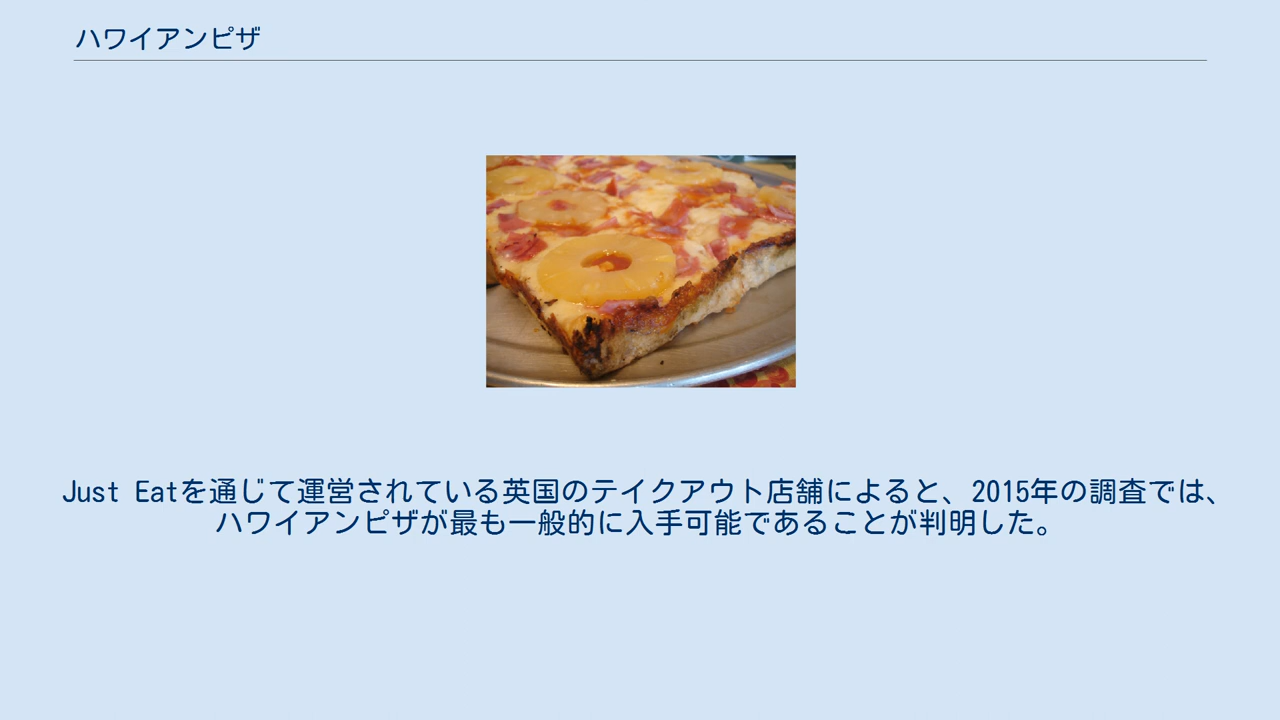 ハワイアンピザ
Just Eatを通じて運営されている英国のテイクアウト店舗によると、2015年の調査では、
ハワイアンピザが最も一般的に入手可能であることが判明した。